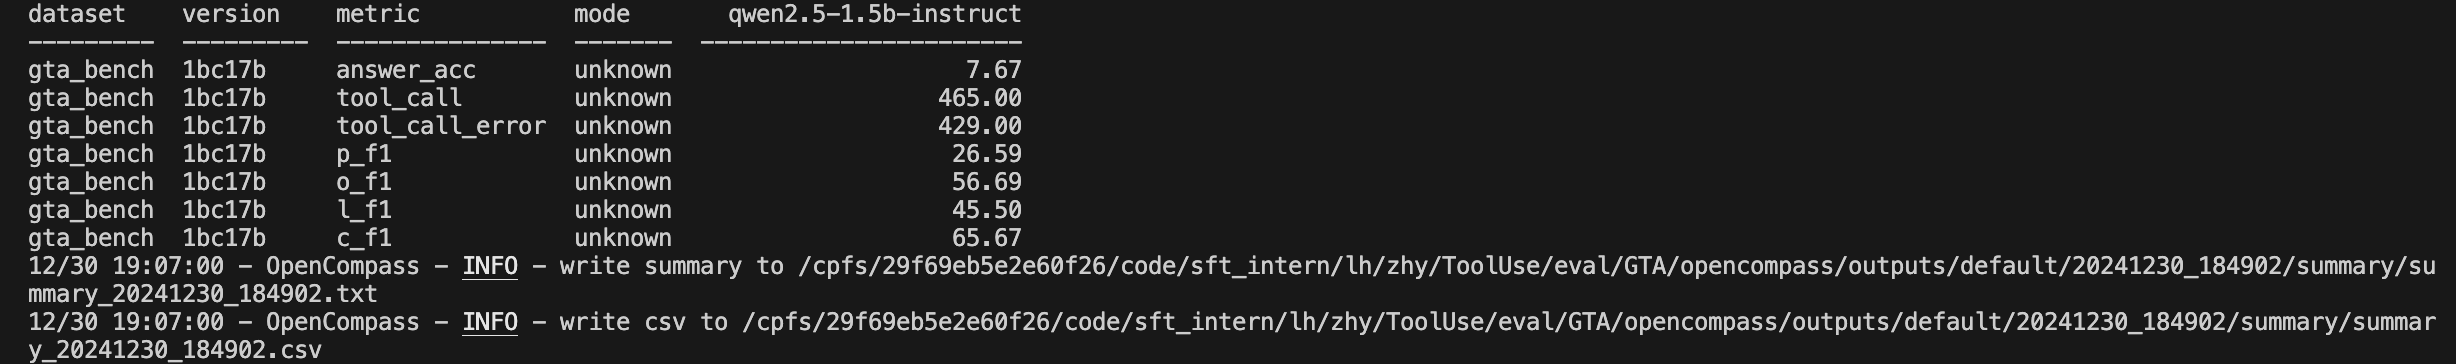 dataset    version    metric           mode       qwen2.5-1.5b-instruct
---------  ---------  ---------------  -------  -----------------------
gta_bench  1bc17b     answer_acc       unknown                     7.67
gta_bench  1bc17b     tool_call        unknown                   465.00
gta_bench  1bc17b     tool_call_error  unknown                   429.00
gta_bench  1bc17b     p_f1             unknown                    26.59
gta_bench  1bc17b     o_f1             unknown                    56.69
gta_bench  1bc17b     l_f1             unknown                    45.50
gta_bench  1bc17b     c_f1             unknown                    65.67
12/30 19:07:00 - OpenCompass - INFO - write summary to /cpfs/29f69eb5e2e60f26/code/sft_intern/lh/zhy/ToolUse/eval/GTA/opencompass/outputs/default/20241230_184902/summary/su
mmary_20241230_184902.txt
12/30 19:07:00 - OpenCompass - INFO - write csv to /cpfs/29f69eb5e2e60f26/code/sft_intern/lh/zhy/ToolUse/eval/GTA/opencompass/outputs/default/20241230_184902/summary/summar
y_20241230_184902.csv